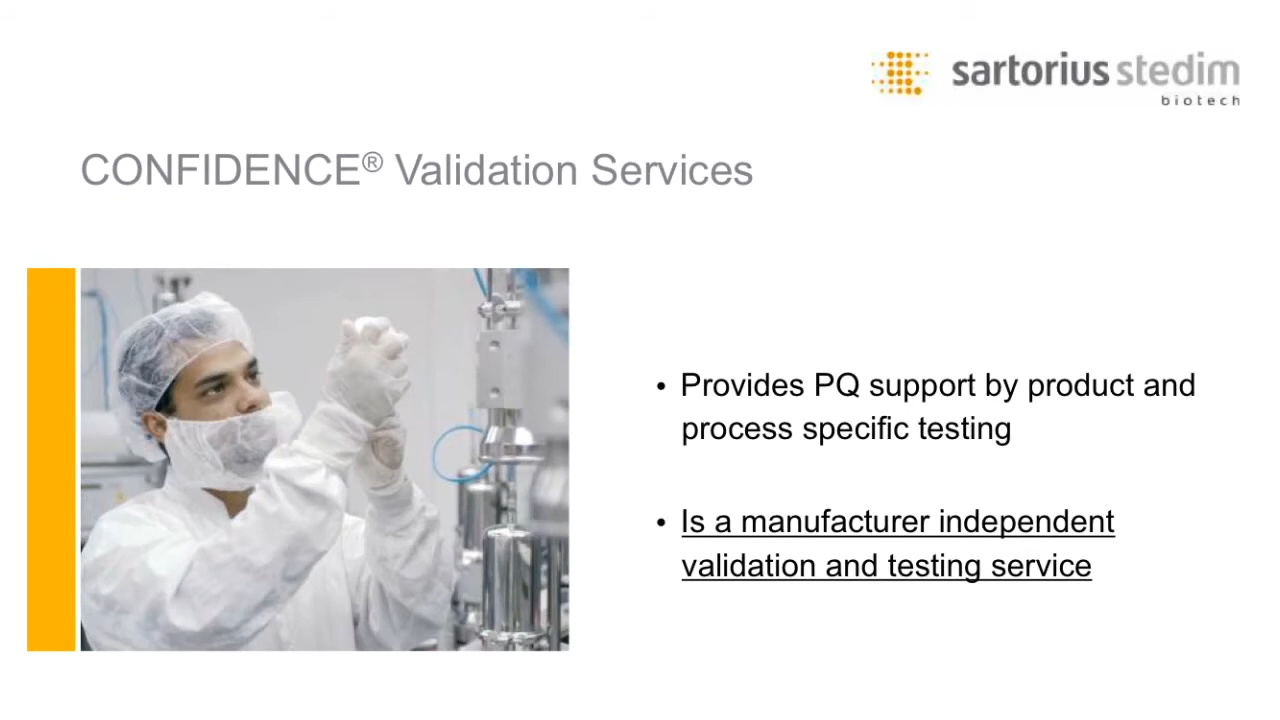 sartorius stedim
biotech
CONFIDENCE® Validation Services
• Provides PQ support by product and
process specific testing
• Is a manufacturer independent
validation and testing service